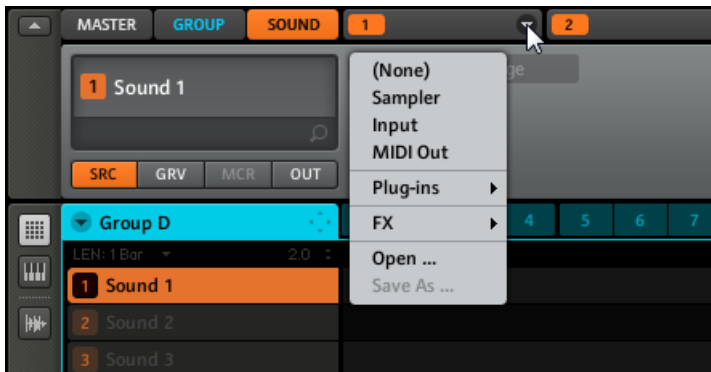 MASTER GROUP SOUND 1 2
1 Sound 1
(None)
Sampler
Input
MIDI Out
Plug-ins
FX
Open ...
Save As ...
SRC GRV MCR OUT
Group D 4 5 6 7
LEN: 1 Bar 2.0
1 Sound 1
2 Sound 2
3 Sound 3